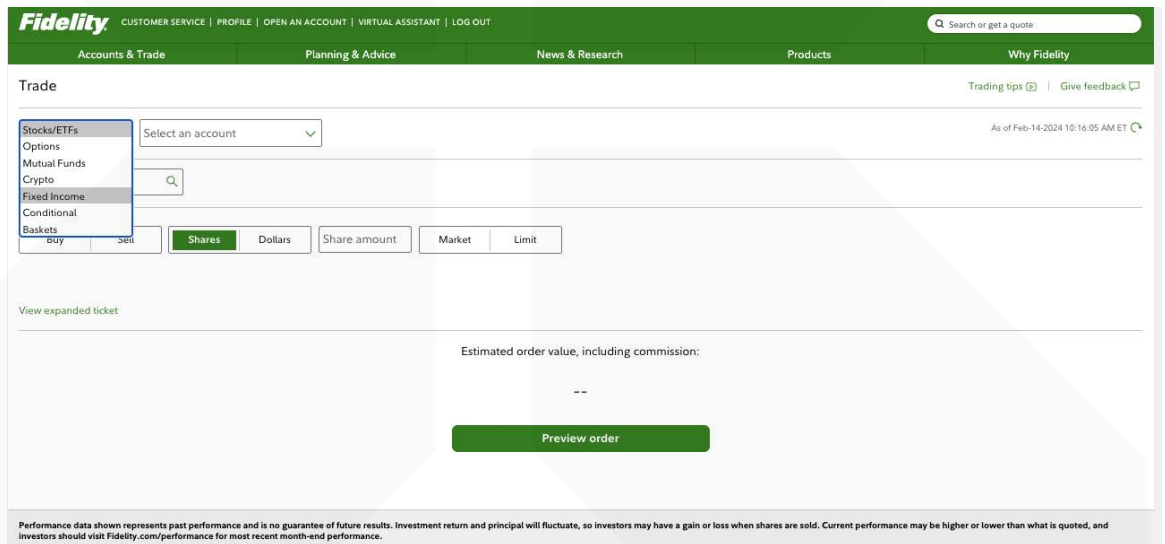 Fidelity. CUSTOMER SERVICE | PROFILE | OPEN AN ACCOUNT | VIRTUAL ASSISTANT | LOG OUT Search or get a quote
Accounts & Trade Planning & Advice News & Research Products Why Fidelity
Trade Trading tips | Give feedback
Stocks/ETFs
Options
Mutual Funds
Crypto
Fixed Income
Conditional
Baskets
Select an account
As of Feb-14-2024 10:16:05 AM ET
Buy Sell Shares Dollars Share amount Market Limit
View expanded ticket
Estimated order value, including commission:
--
Preview order
Performance data shown represents past performance and is no guarantee of future results. Investment return and principal will fluctuate, so investors may have a gain or loss when shares are sold. Current performance may be higher or lower than what is quoted, and
investors should visit Fidelity.com/performance for most recent month-end performance.